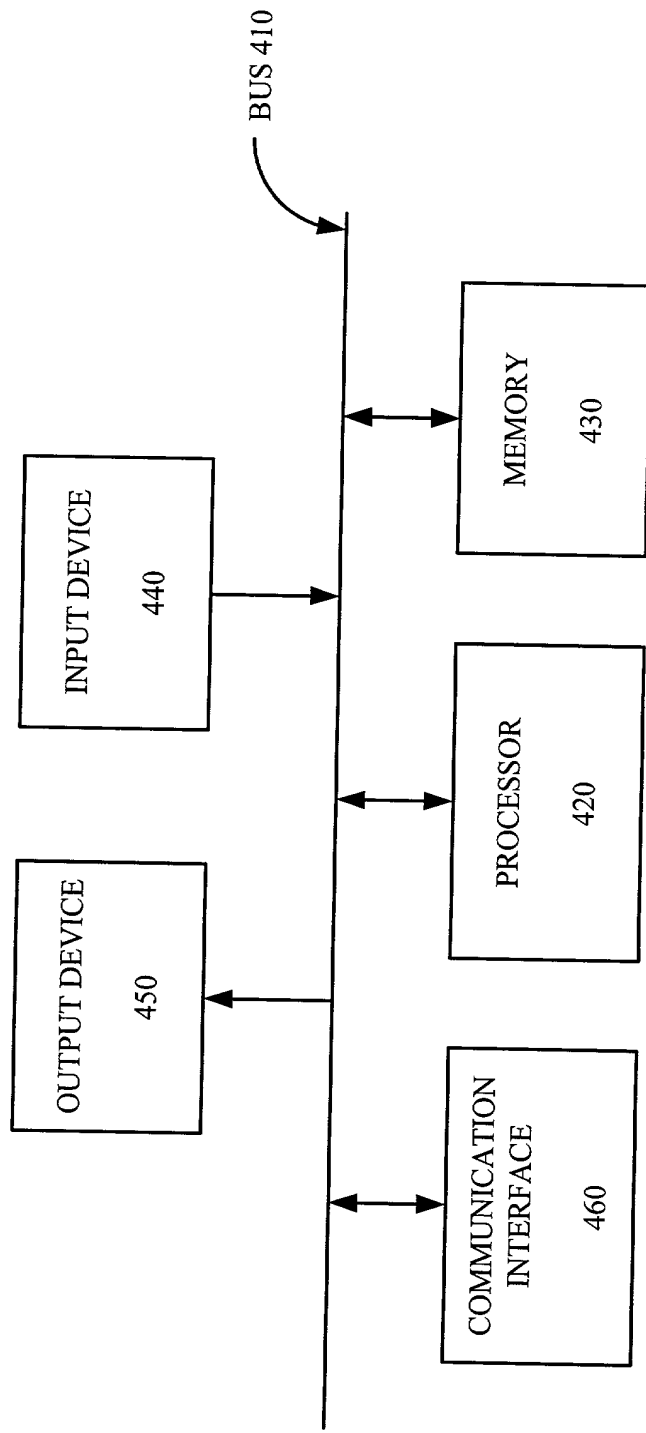 BUS 410
INPUT DEVICE
440
OUTPUT DEVICE
450
MEMORY
430
PROCESSOR
420
COMMUNICATION
INTERFACE
460